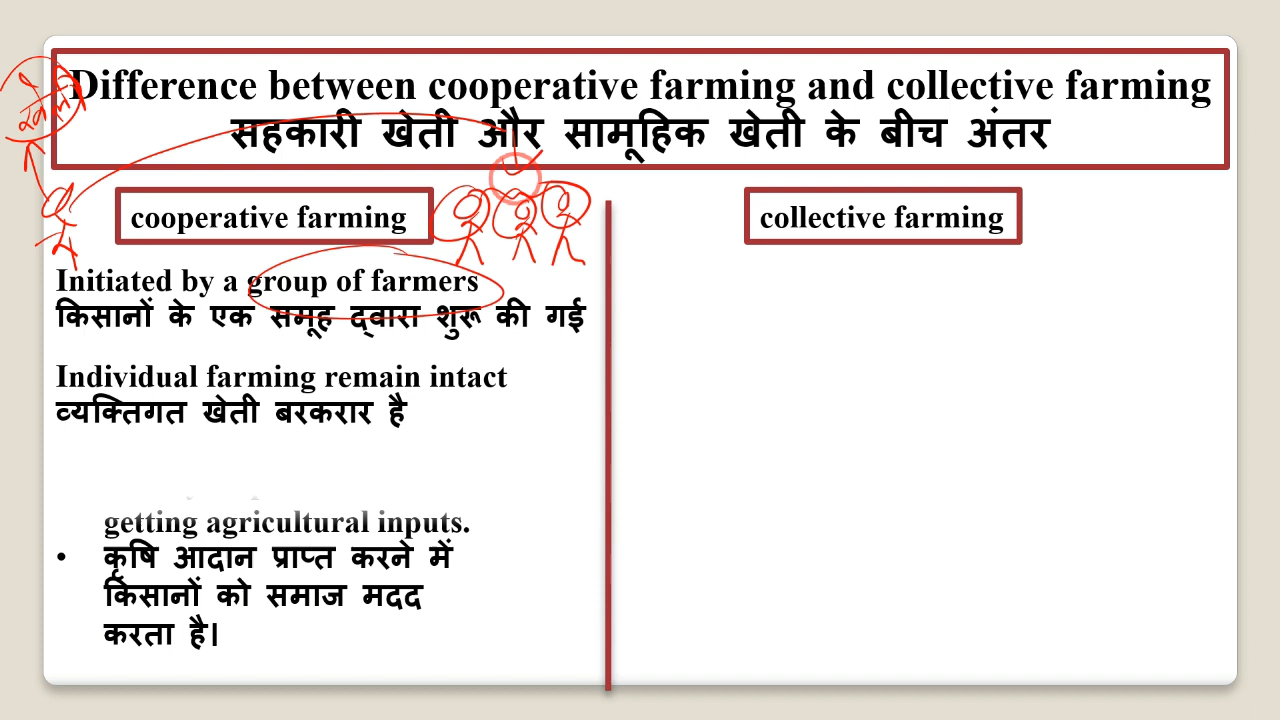 Difference between cooperative farming and collective farming
सहकारी खेती और सामूहिक खेती के बीच अंतर
cooperative farming
collective farming
Initiated by a group of farmers
किसानों के एक समूह द्वारा शुरू की गई
Individual farming remain intact
व्यक्तिगत खेती बरकरार है
getting agricultural inputs.
• कृषि आदान प्राप्त करने में
किसानों को समाज मदद
करता है।